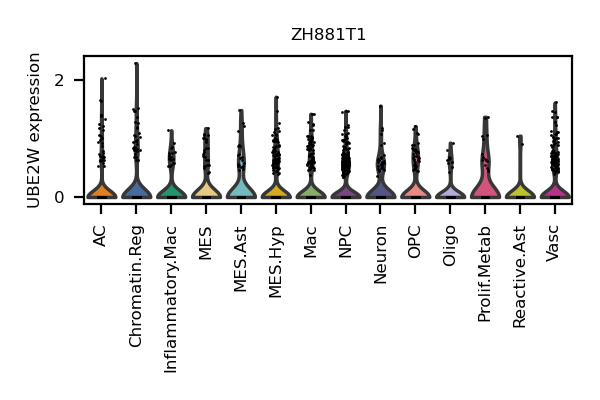 ZH881T1
UBE2W expression
2
0
AC
Chromatin.Reg
Inflammatory.Mac
MES
MES.Ast
MES.Hyp
Mac
NPC
Neuron
OPC
Oligo
Prolif.Metab
Reactive.Ast
Vasc